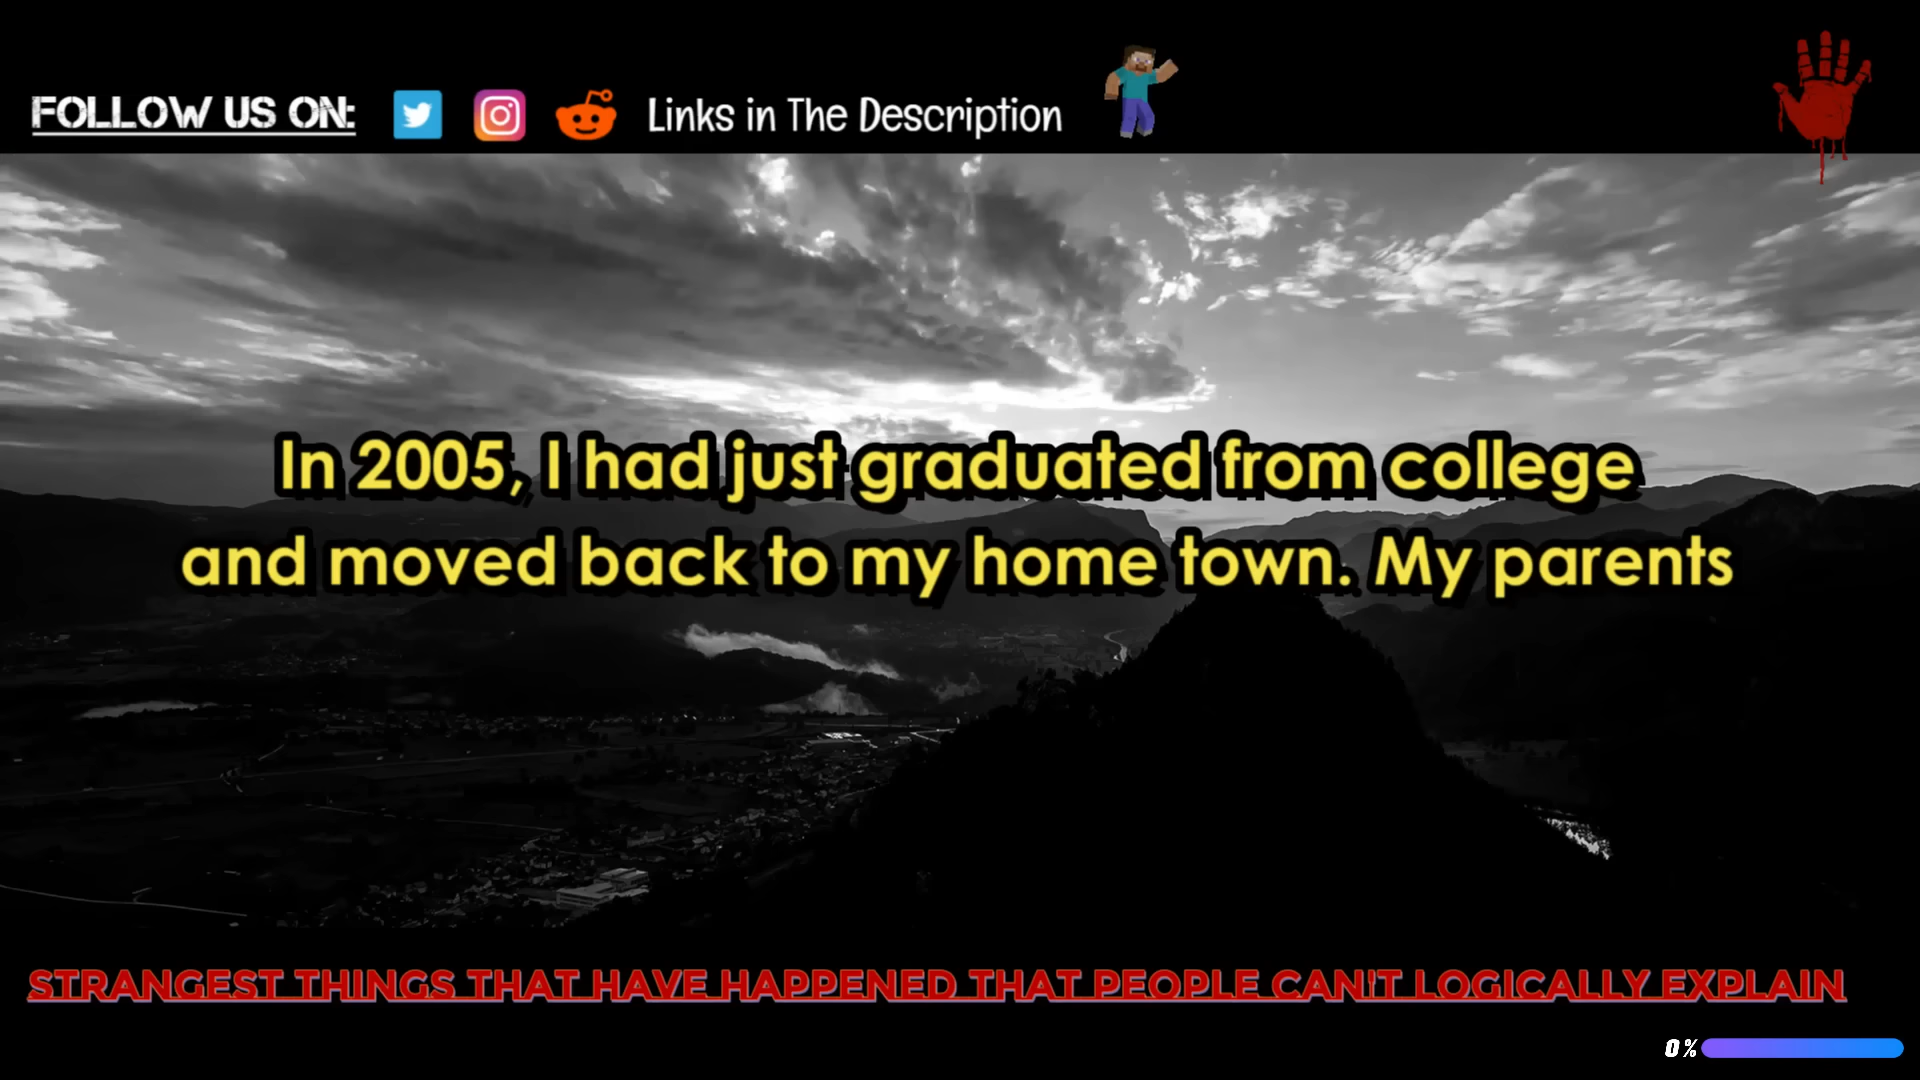 FOLLOW US ON: Links in The Description
In 2005, I had just graduated from college
and moved back to my home town. My parents
STRANGEST THINGS THAT HAVE HAPPENED THAT PEOPLE CAN'T LOGICALLY EXPLAIN
0%